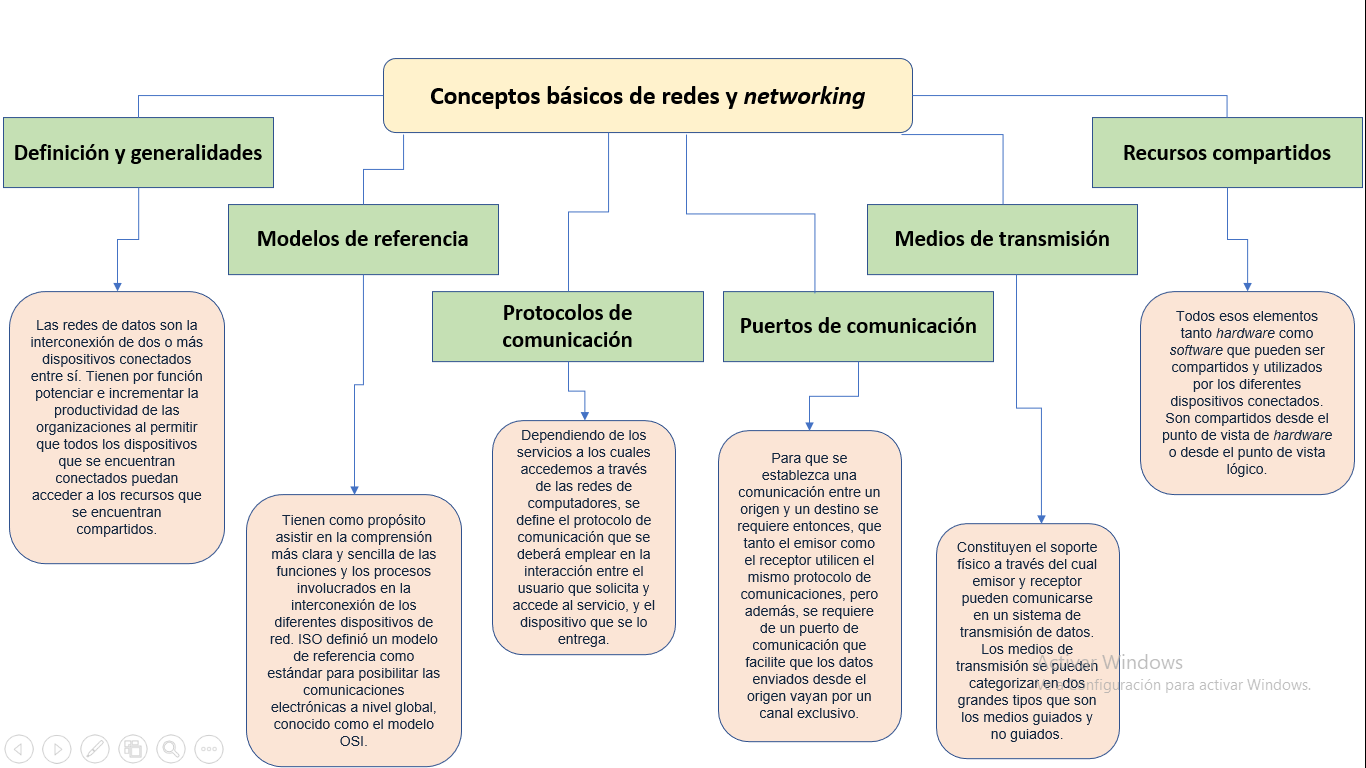 Conceptos básicos de redes y networking
Definición y generalidades
Las redes de datos son la
interconexión de dos o más
dispositivos conectados
entre sí. Tienen por función
potenciar e incrementar la
productividad de las
organizaciones al permitir
que todos los dispositivos
que se encuentran
conectados puedan
acceder a los recursos que
se encuentran
compartidos.
Modelos de referencia
Tienen como propósito
asistir en la comprensión
más clara y sencilla de las
funciones y los procesos
involucrados en la
interconexión de los
diferentes dispositivos de
red. ISO definió un modelo
de referencia como
estándar para posibilitar las
comunicaciones
electrónicas a nivel global,
conocido como el modelo
OSI.
Protocolos de
comunicación
Dependiendo de los
servicios a los cuales
accedemos a través
de las redes de
computadores, se
define el protocolo de
comunicación que se
deberá emplear en la
interacción entre el
usuario que solicita y
accede al servicio, y el
dispositivo que se lo
entrega.
Puertos de comunicación
Para que se
establezca una
comunicación entre un
origen y un destino se
requiere entonces, que
tanto el emisor como
el receptor utilicen el
mismo protocolo de
comunicaciones, pero
además, se requiere
de un puerto de
comunicación que
facilite que los datos
enviados desde el
origen vayan por un
canal exclusivo.
Medios de transmisión
Constituyen el soporte
físico a través del cual
emisor y receptor
pueden comunicarse
en un sistema de
transmisión de datos.
Los medios de
transmisión se pueden
categorizar en dos
grandes tipos que son
los medios guiados y
no guiados.
Recursos compartidos
Todos esos elementos
tanto hardware como
software que pueden ser
compartidos y utilizados
por los diferentes
dispositivos conectados.
Son compartidos desde el
punto de vista de hardware
o desde el punto de vista
lógico.
Activar Windows
Ve a Configuración para activar Windows.